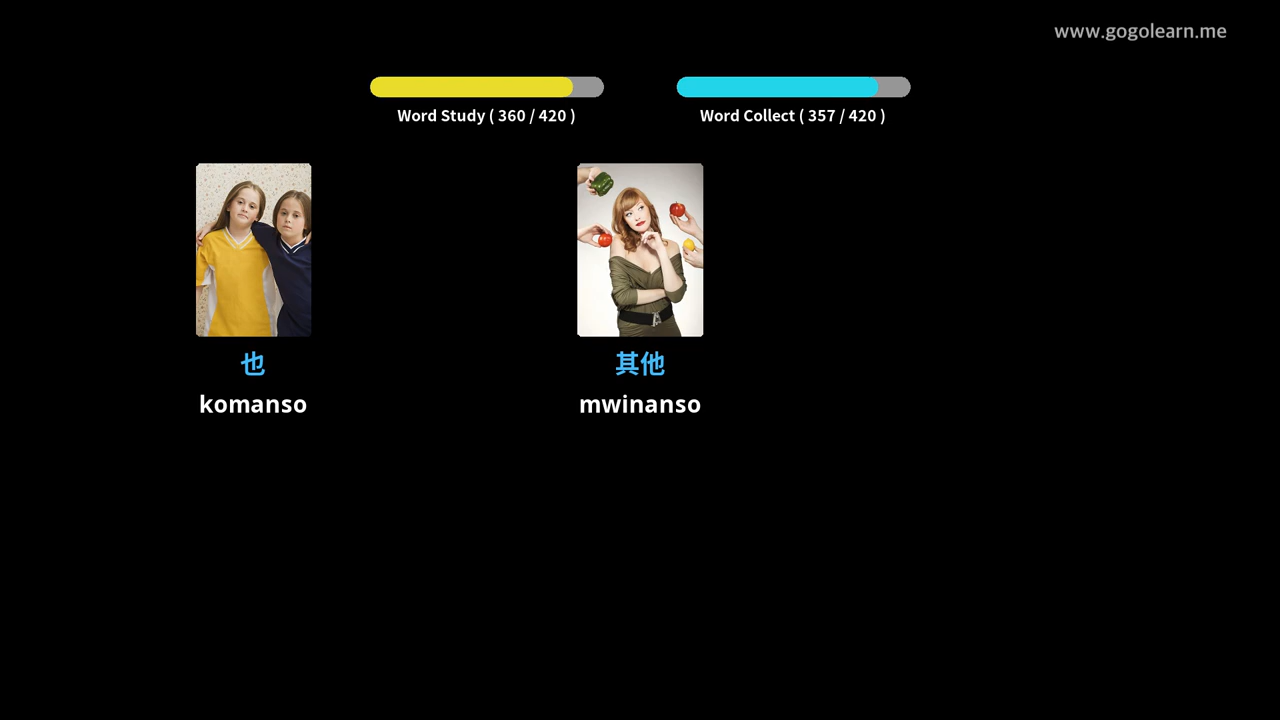 www.gogolearn.me
Word Study ( 360 / 420 )
Word Collect ( 357 / 420 )
也
其他
komanso
mwinanso